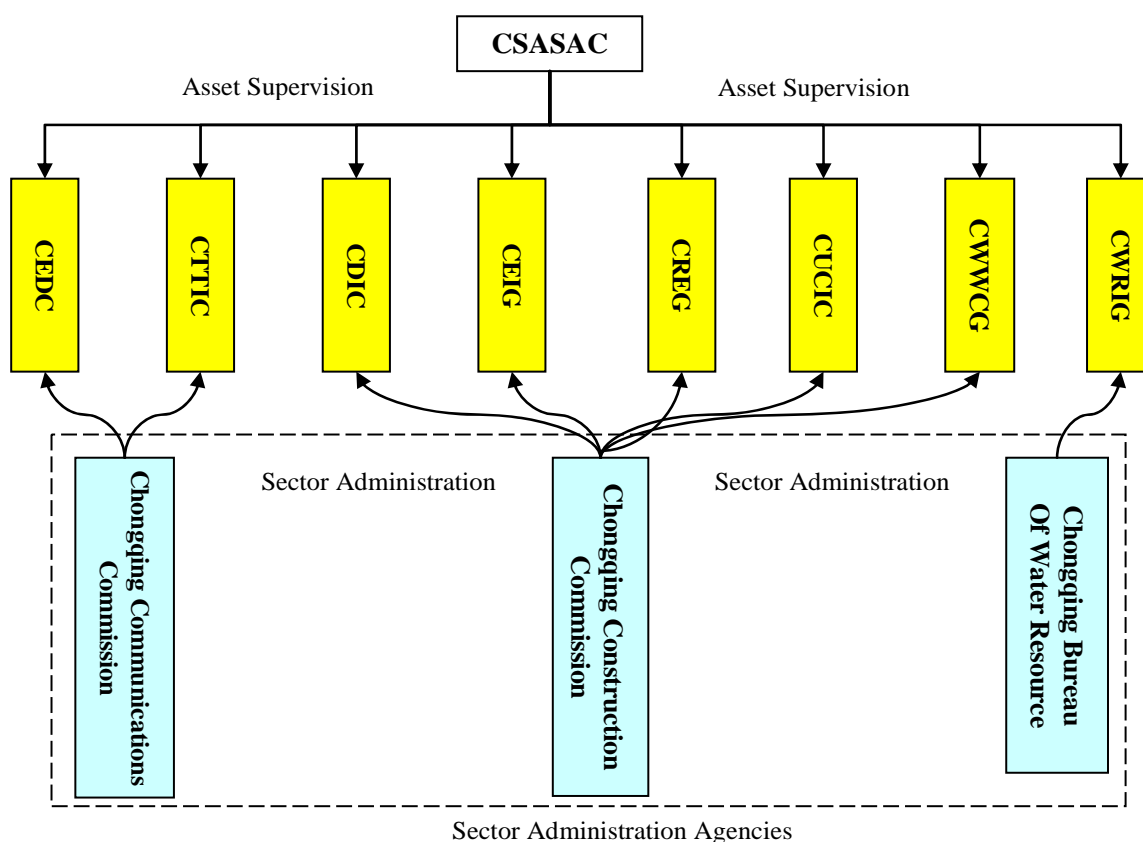 CSASAC
Asset Supervision
Asset Supervision
CEDC
CTTIC
CDIC
CEIG
CREG
CUCIC
CWWCG
CWRIG
Sector Administration
Sector Administration
Chongqing Communications
Commission
Chongqing Construction
Commission
Chongqing Bureau
Of Water Resource
Sector Administration Agencies